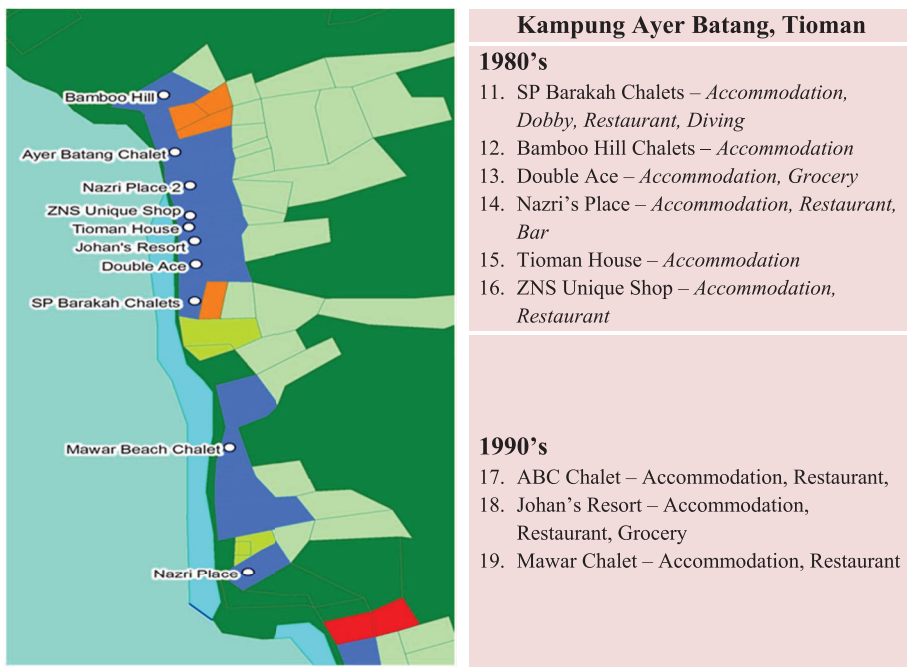 Bamboo Hill
Ayer Batang Chalet
Nazri Place 2
ZNS Unique Shop
Tioman House
Johan's Resort
Double Ace
SP Barakah Chalets
Mawar Beach Chalet
Nazri Place
Kampung Ayer Batang, Tioman
1980’s
11. SP Barakah Chalets – Accommodation,
Dobby, Restaurant, Diving
12. Bamboo Hill Chalets – Accommodation
13. Double Ace – Accommodation, Grocery
14. Nazri’s Place – Accommodation, Restaurant,
Bar
15. Tioman House – Accommodation
16. ZNS Unique Shop – Accommodation,
Restaurant
1990’s
17. ABC Chalet – Accommodation, Restaurant,
18. Johan’s Resort – Accommodation,
Restaurant, Grocery
19. Mawar Chalet – Accommodation, Restaurant